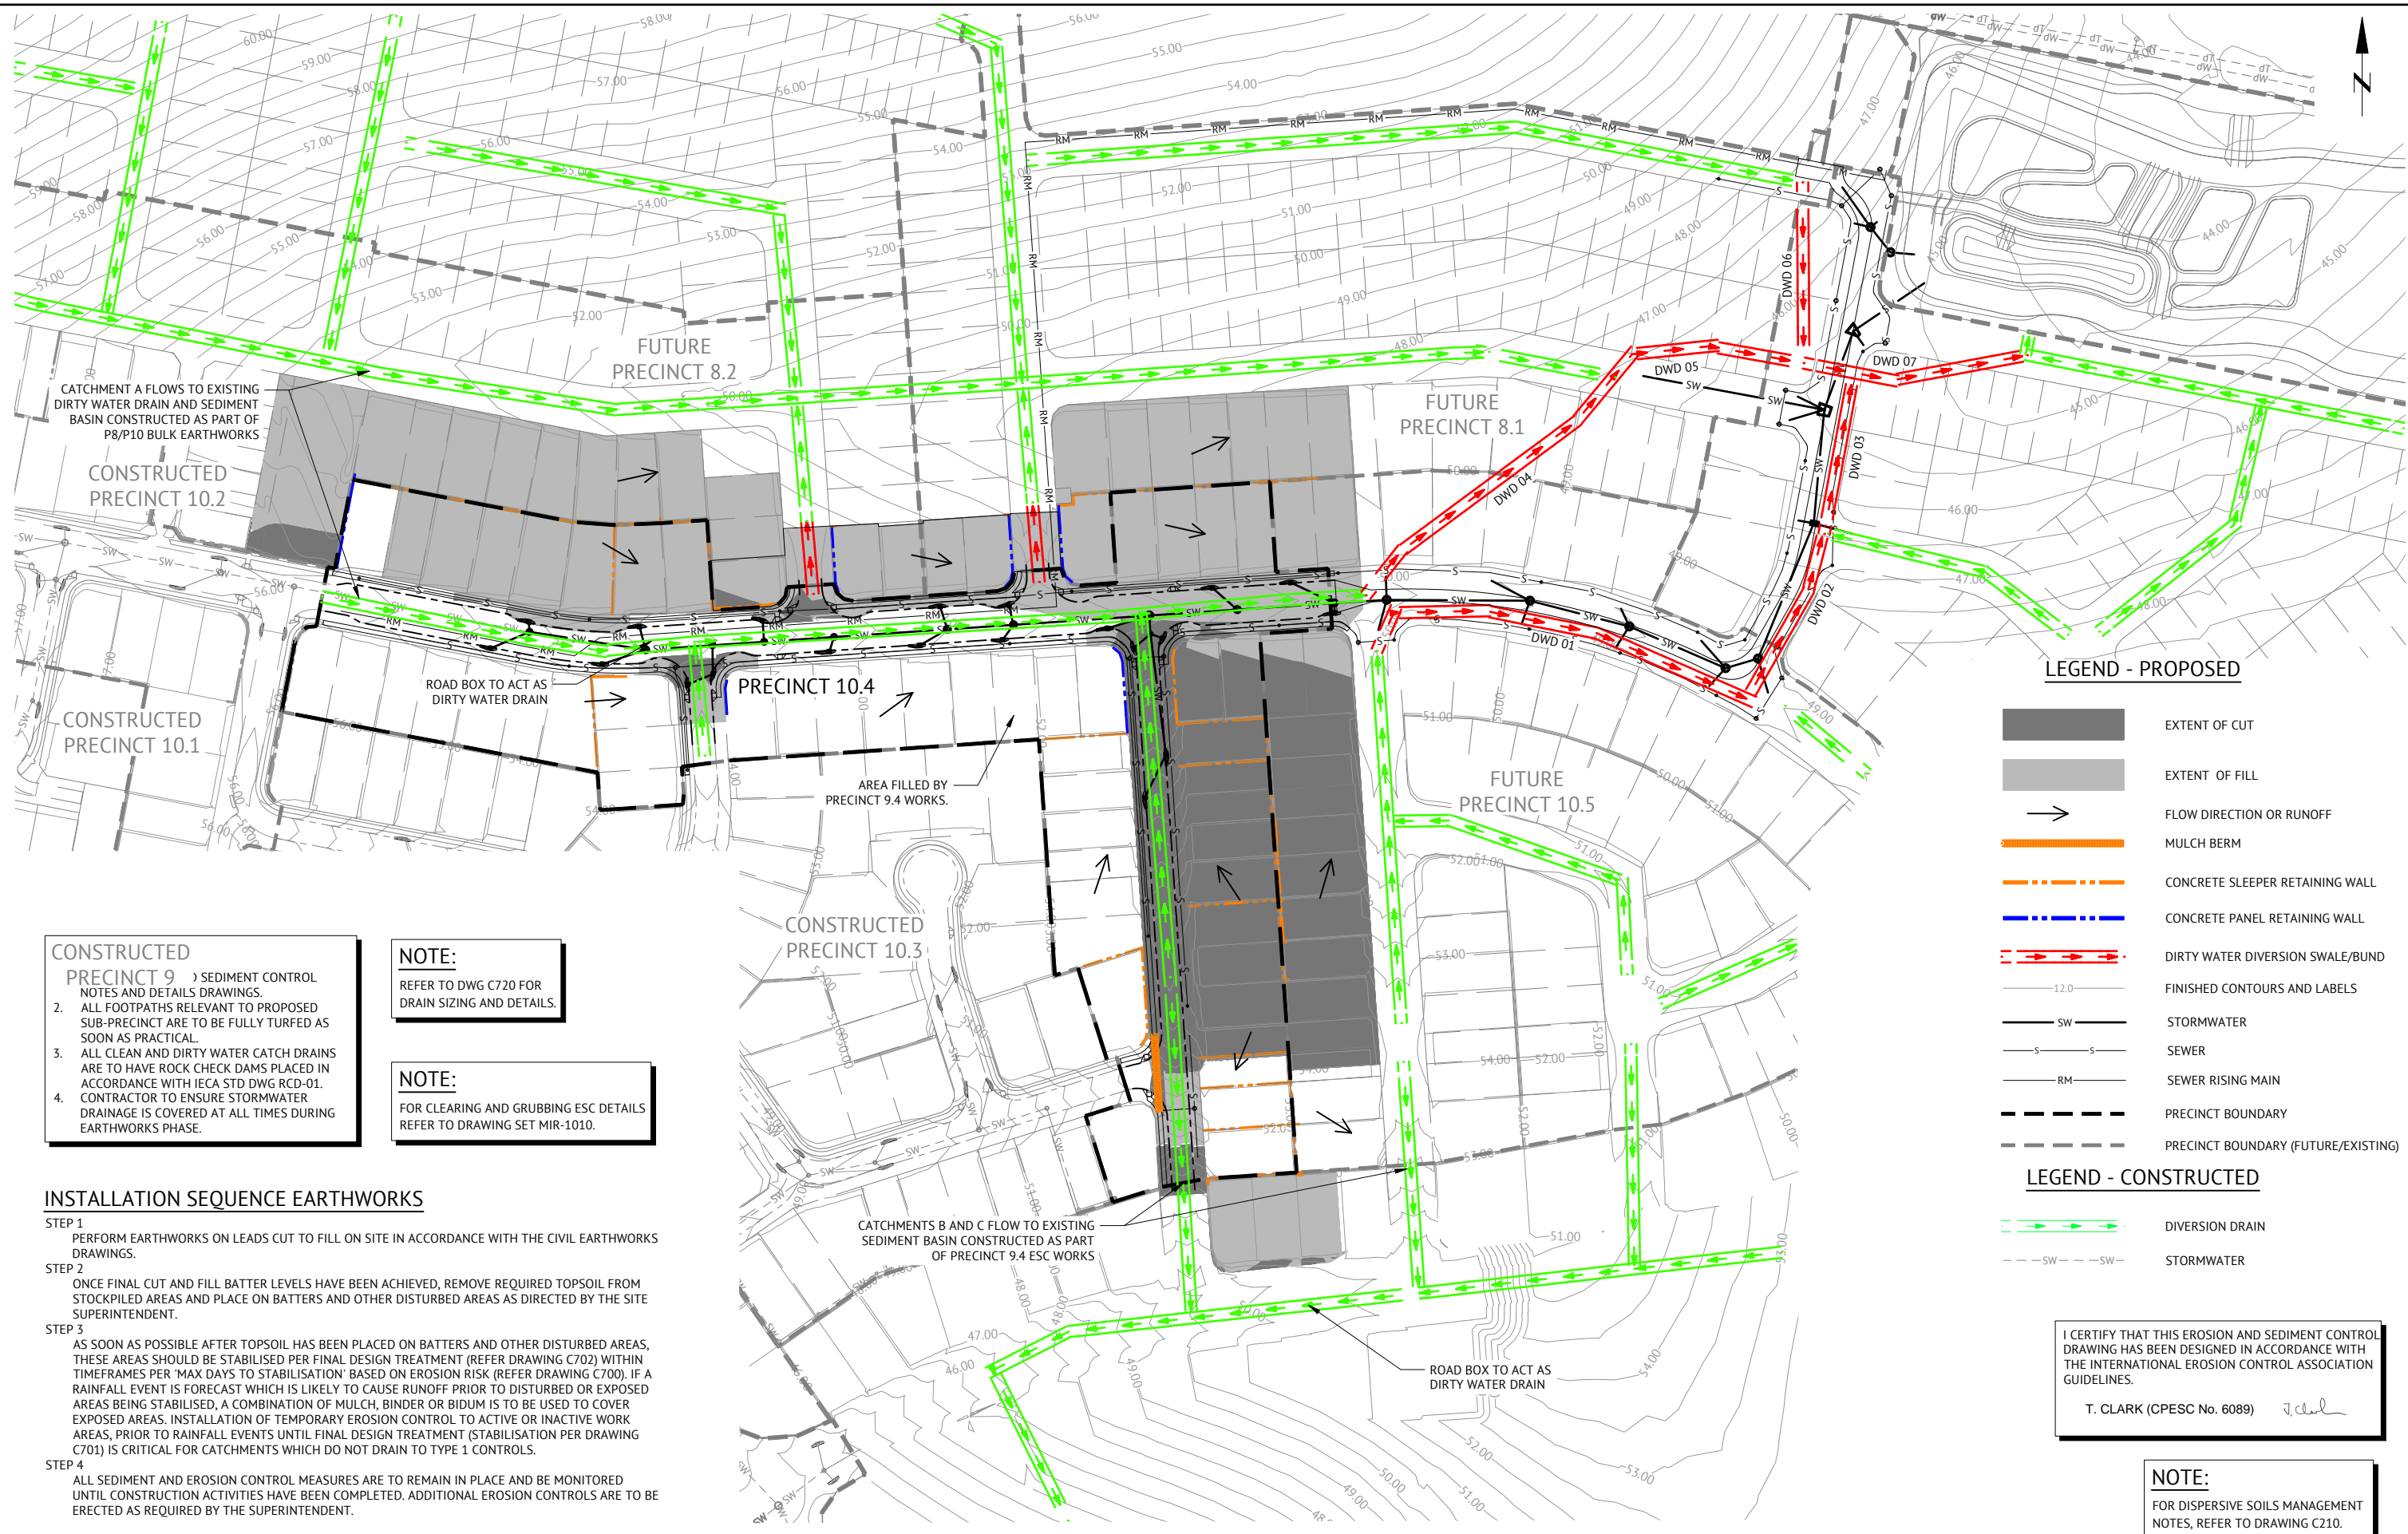 FUTURE
PRECINCT 8.2
CATCHMENT A FLOWS TO EXISTING
DIRTY WATER DRAIN AND SEDIMENT
BASIN CONSTRUCTED AS PART OF
P8/P10 BULK EARTHWORKS
CONSTRUCTED
PRECINCT 10.2
FUTURE
PRECINCT 8.1
DWD 06
DWD 05
DWD 07
DWD 04
DWD 03
DWD 02
DWD 01
ROAD BOX TO ACT AS
DIRTY WATER DRAIN
PRECINCT 10.4
CONSTRUCTED
PRECINCT 10.1
AREA FILLED BY
PRECINCT 9.4 WORKS.
FUTURE
PRECINCT 10.5
CONSTRUCTED
PRECINCT 10.3
CATCHMENTS B AND C FLOW TO EXISTING
SEDIMENT BASIN CONSTRUCTED AS PART
OF PRECINCT 9.4 ESC WORKS
ROAD BOX TO ACT AS
DIRTY WATER DRAIN
N
CONSTRUCTED
PRECINCT 9
SEDIMENT CONTROL
NOTES AND DETAILS DRAWINGS.
2. ALL FOOTPATHS RELEVANT TO PROPOSED
SUB-PRECINCT ARE TO BE FULLY TURFED AS
SOON AS PRACTICAL.
3. ALL CLEAN AND DIRTY WATER CATCH DRAINS
ARE TO HAVE ROCK CHECK DAMS PLACED IN
ACCORDANCE WITH IECA STD DWG RCD-01.
4. CONTRACTOR TO ENSURE STORMWATER
DRAINAGE IS COVERED AT ALL TIMES DURING
EARTHWORKS PHASE.
NOTE:
REFER TO DWG C720 FOR
DRAIN SIZING AND DETAILS.
NOTE:
FOR CLEARING AND GRUBBING ESC DETAILS
REFER TO DRAWING SET MIR-1010.
INSTALLATION SEQUENCE EARTHWORKS
STEP 1
PERFORM EARTHWORKS ON LEADS CUT TO FILL ON SITE IN ACCORDANCE WITH THE CIVIL EARTHWORKS
DRAWINGS.
STEP 2
ONCE FINAL CUT AND FILL BATTER LEVELS HAVE BEEN ACHIEVED, REMOVE REQUIRED TOPSOIL FROM
STOCKPILED AREAS AND PLACE ON BATTERS AND OTHER DISTURBED AREAS AS DIRECTED BY THE SITE
SUPERINTENDENT.
STEP 3
AS SOON AS POSSIBLE AFTER TOPSOIL HAS BEEN PLACED ON BATTERS AND OTHER DISTURBED AREAS,
THESE AREAS SHOULD BE STABILISED PER FINAL DESIGN TREATMENT (REFER DRAWING C702) WITHIN
TIMEFRAMES PER 'MAX DAYS TO STABILISATION' BASED ON EROSION RISK (REFER DRAWING C700). IF A
RAINFALL EVENT IS FORECAST WHICH IS LIKELY TO CAUSE RUNOFF PRIOR TO DISTURBED OR EXPOSED
AREAS BEING STABILISED, A COMBINATION OF MULCH, BINDER OR BIDUM IS TO BE USED TO COVER
EXPOSED AREAS. INSTALLATION OF TEMPORARY EROSION CONTROL TO ACTIVE OR INACTIVE WORK
AREAS, PRIOR TO RAINFALL EVENTS UNTIL FINAL DESIGN TREATMENT (STABILISATION PER DRAWING
C701) IS CRITICAL FOR CATCHMENTS WHICH DO NOT DRAIN TO TYPE 1 CONTROLS.
STEP 4
ALL SEDIMENT AND EROSION CONTROL MEASURES ARE TO REMAIN IN PLACE AND BE MONITORED
UNTIL CONSTRUCTION ACTIVITIES HAVE BEEN COMPLETED. ADDITIONAL EROSION CONTROLS ARE TO BE
ERECTED AS REQUIRED BY THE SUPERINTENDENT.
LEGEND - PROPOSED
EXTENT OF CUT
EXTENT OF FILL
FLOW DIRECTION OR RUNOFF
MULCH BERM
CONCRETE SLEEPER RETAINING WALL
CONCRETE PANEL RETAINING WALL
DIRTY WATER DIVERSION SWALE/BUND
12.0 FINISHED CONTOURS AND LABELS
SW STORMWATER
S S SEWER
RM SEWER RISING MAIN
PRECINCT BOUNDARY
PRECINCT BOUNDARY (FUTURE/EXISTING)
LEGEND - CONSTRUCTED
DIVERSION DRAIN
SW SW STORMWATER
I CERTIFY THAT THIS EROSION AND SEDIMENT CONTROL
DRAWING HAS BEEN DESIGNED IN ACCORDANCE WITH
THE INTERNATIONAL EROSION CONTROL ASSOCIATION
GUIDELINES.
T. CLARK (CPESC No. 6089)
NOTE:
FOR DISPERSIVE SOILS MANAGEMENT
NOTES, REFER TO DRAWING C210.